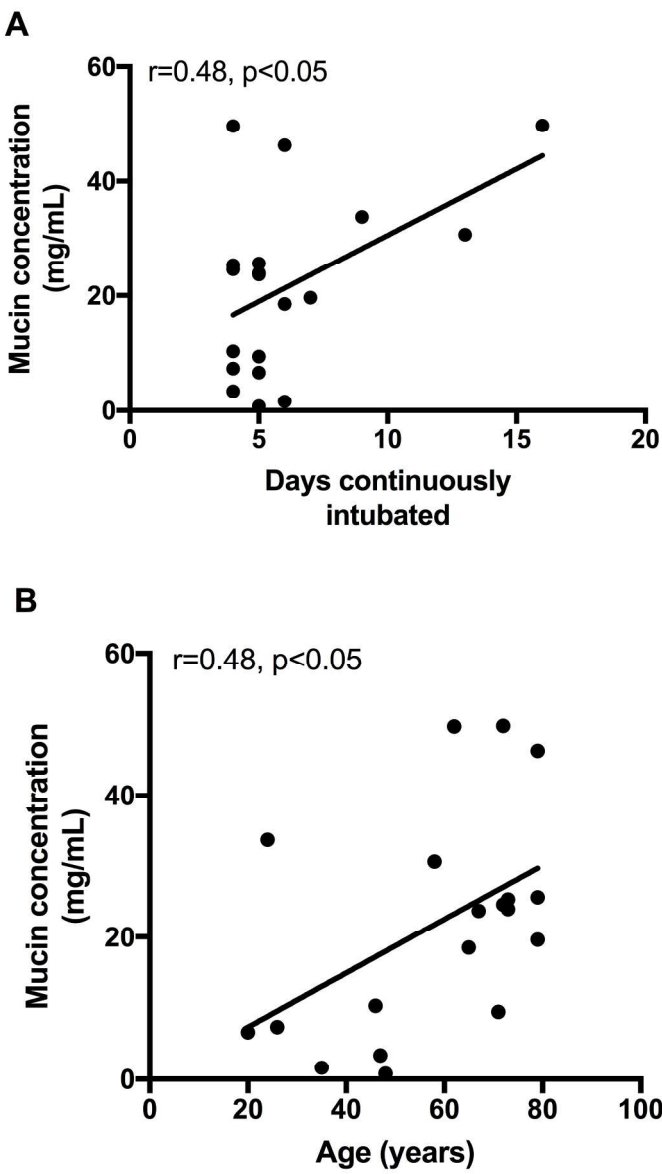 A
r=0.48, p<0.05
60
40
20
0
Mucin concentration
(mg/mL)
0 5 10 15 20
Days continuously
intubated
B
r=0.48, p<0.05
60
40
20
0
Mucin concentration
(mg/mL)
0 20 40 60 80 100
Age (years)